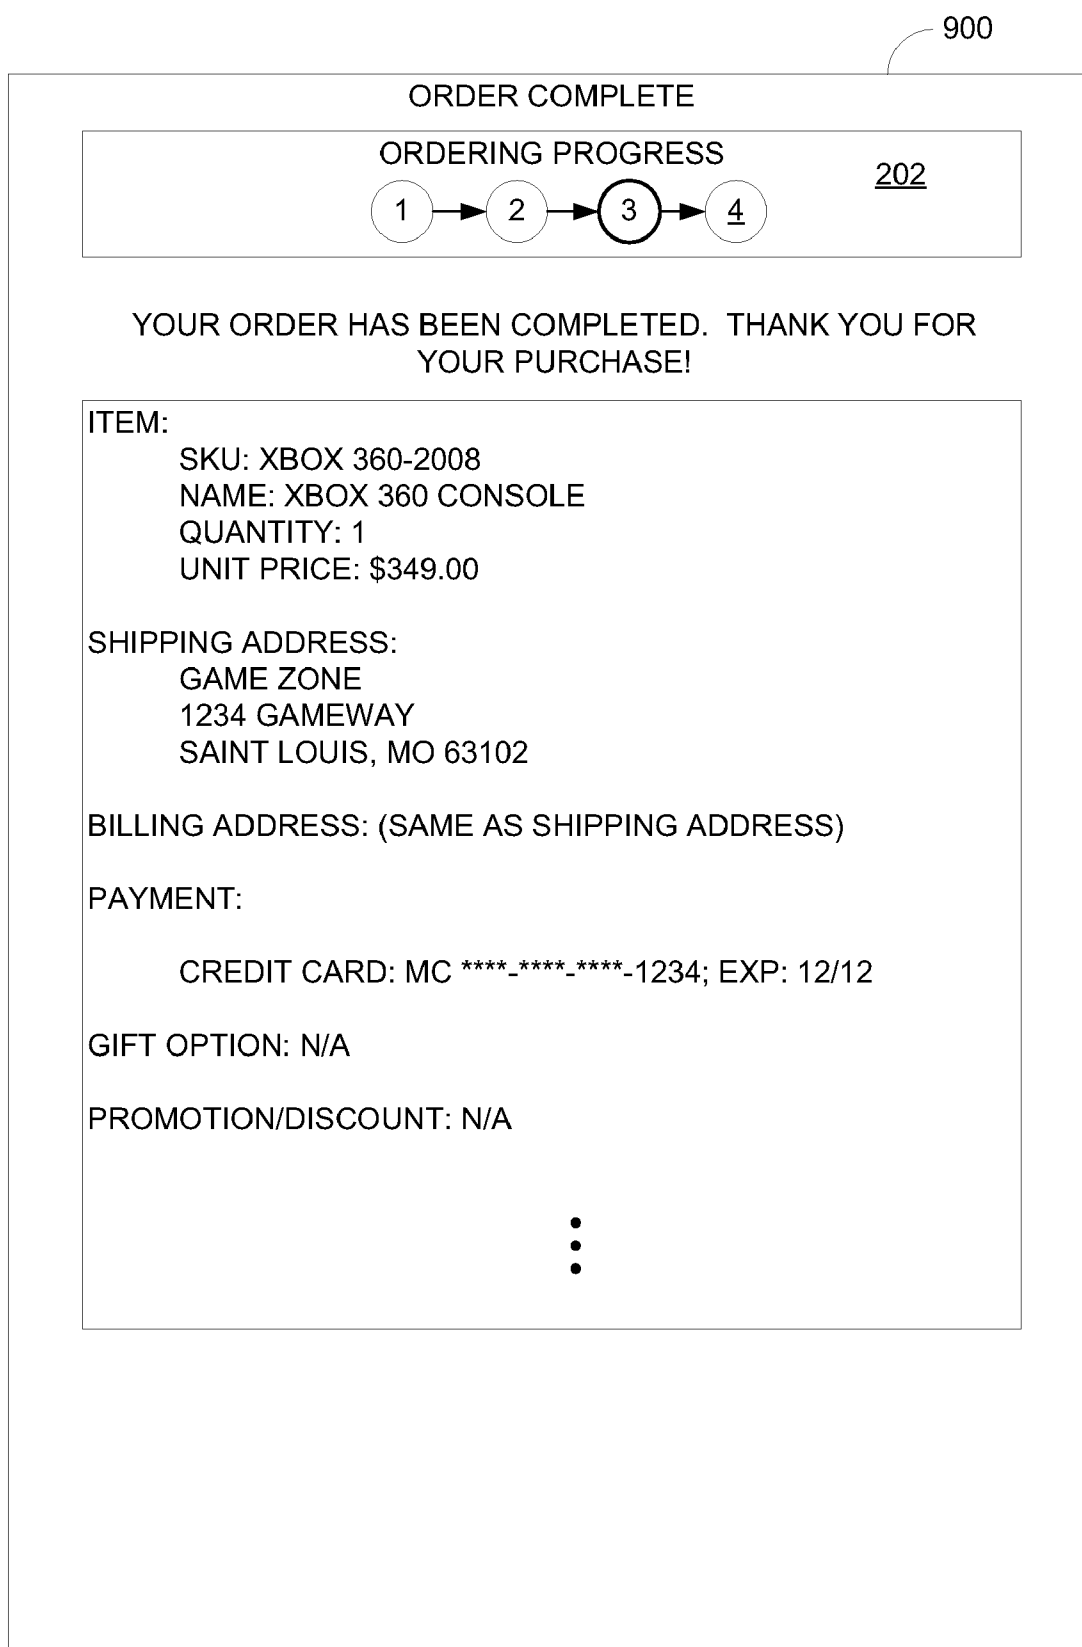 900
ORDER COMPLETE
ORDERING PROGRESS
202
1 2 3 4
YOUR ORDER HAS BEEN COMPLETED. THANK YOU FOR
YOUR PURCHASE!
ITEM:
SKU: XBOX 360-2008
NAME: XBOX 360 CONSOLE
QUANTITY: 1
UNIT PRICE: $349.00
SHIPPING ADDRESS:
GAME ZONE
1234 GAMEWAY
SAINT LOUIS, MO 63102
BILLING ADDRESS: (SAME AS SHIPPING ADDRESS)
PAYMENT:
CREDIT CARD: MC ****-****-****-1234; EXP: 12/12
GIFT OPTION: N/A
PROMOTION/DISCOUNT: N/A